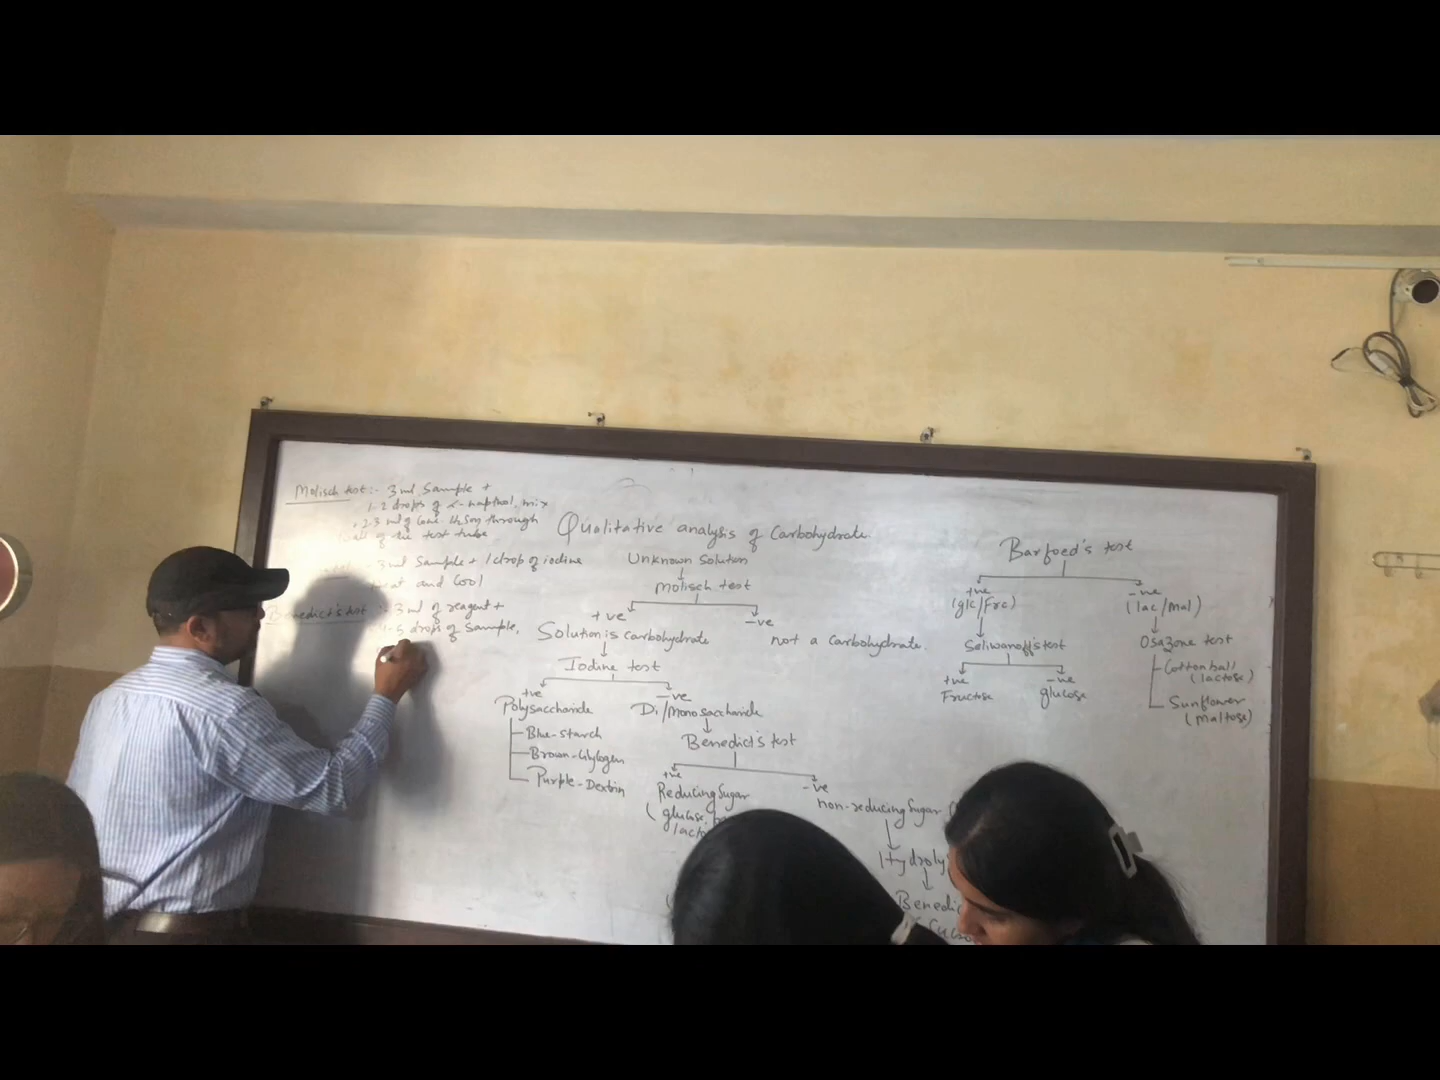 Molisch test:- 3 ml Sample +
1-2 drops of α-napthol, mix
, 2-3 ml of Conc. H2SO4 through
wall of the test tube
- 3 ml Sample + 1 drop of iodine
Heat and Cool
Benedict's test :- 3 ml of reagent +
-5 drops of Sample,
Qualitative analysis of Carbohydrate.
Unknown Solution
Molisch test
+ve
-ve
Solution is carbohydrate
not a Carbohydrate.
Iodine test
+ve
-ve
Polysaccharide
Di/Monosaccharide
Blue-starch
Brown-Glylogen
Purple-Dextrin
Benedict's test
+ve
-ve
Reducing Sugar
(glucose,
lacto
non-reducing Sugar
Hydroly
Benedic
Sucro
Barfoed's test
+ve
(glc/Frc)
-ve
(lac/Mal)
Seliwanoff's test
+ve
Fructose
-ve
glucose
Osazone test
Cotton ball
(lactose)
Sunflower
(Maltose)